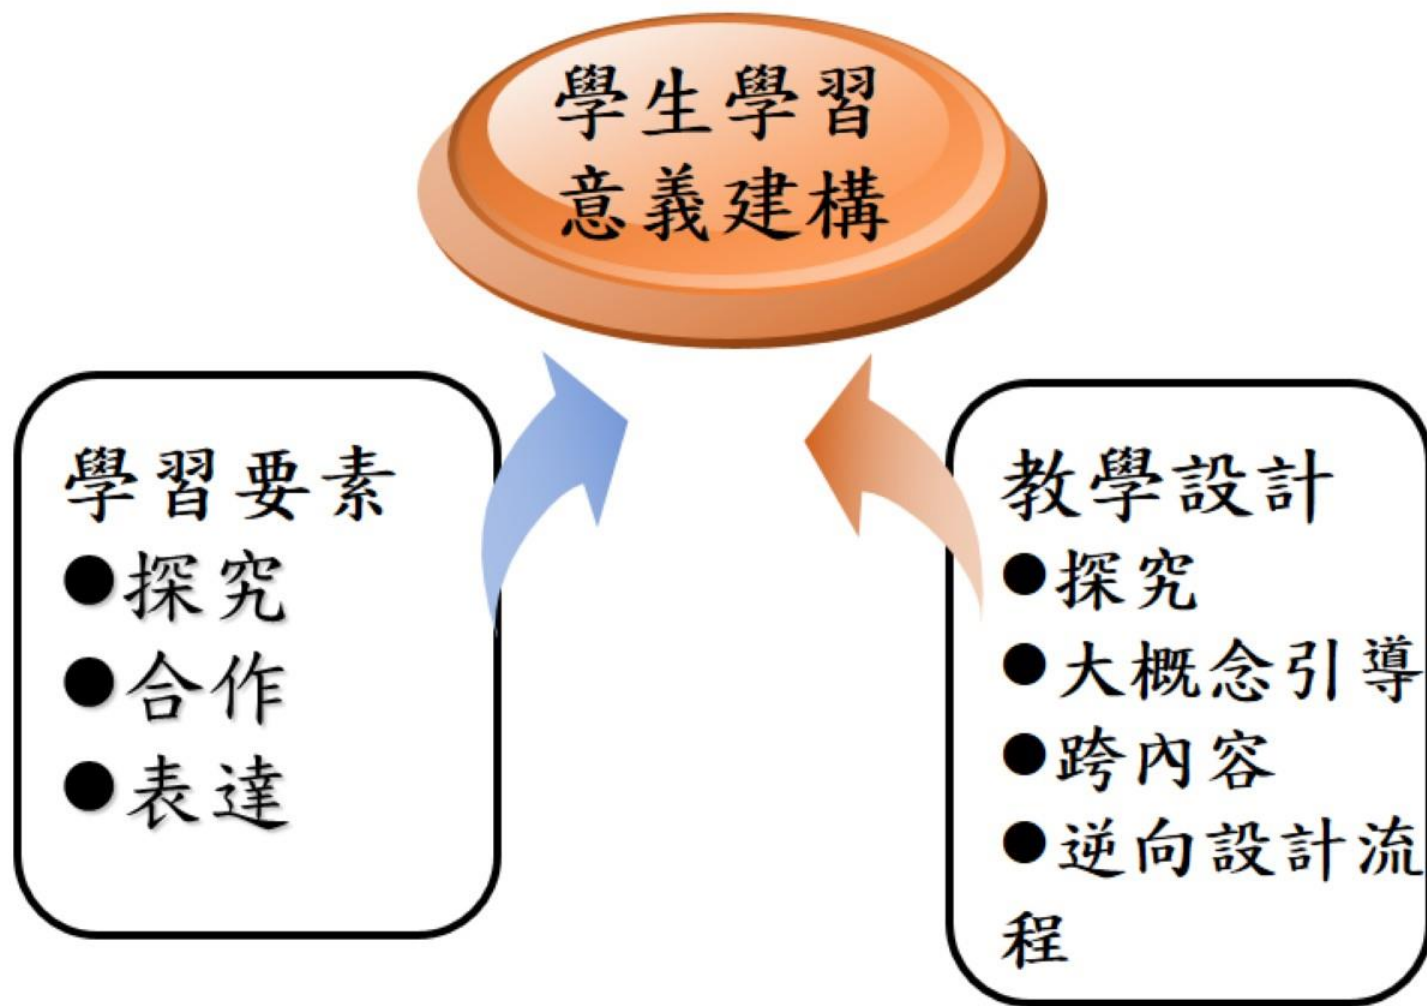 學生學習
意義建構
學習要素
●探究
●合作
●表達
教學設計
●探究
●大概念引導
●跨內容
●逆向設計流
程